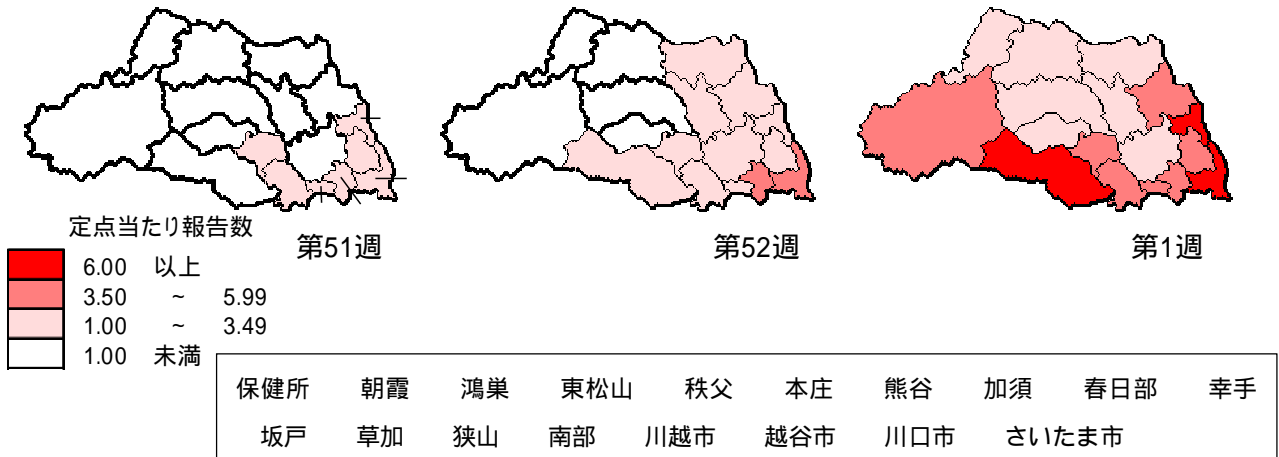 定点当たり報告数
第51週
第52週
第1週
6.00 以上
3.50 ~ 5.99
1.00 ~ 3.49
1.00 未満
保健所 朝霞 鴻巣 東松山 秩父 本庄 熊谷 加須 春日部 幸手
坂戸 草加 狭山 南部 川越市 越谷市 川口市 さいたま市